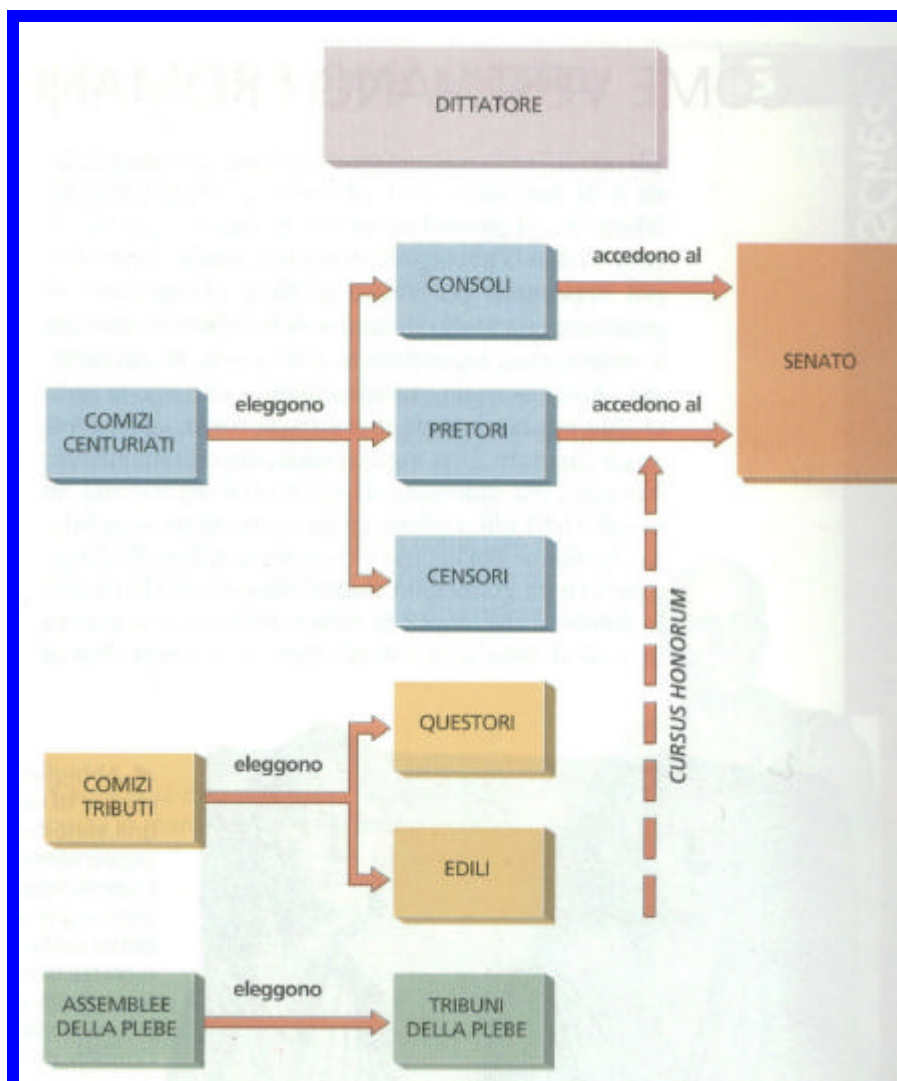 DITTATORE
accedono al
CONSOLI
SENATO
eleggono
accedono al
COMIZI
CENTURIATI
PRETORI
CENSORI
CURSUS HONORUM
QUESTORI
eleggono
COMIZI
TRIBUTI
EDILI
eleggono
ASSEMBLEE
DELLA PLEBE
TRIBUNI
DELLA PLEBE